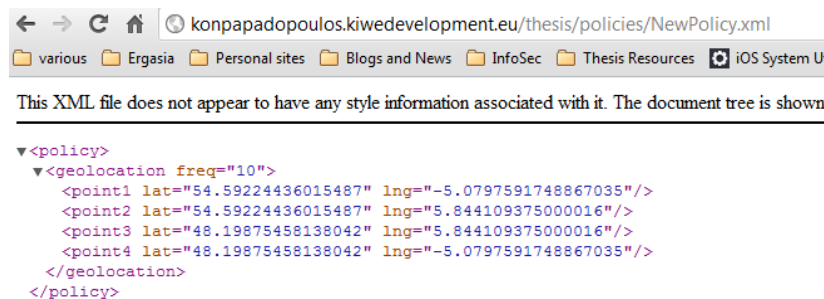 konpapadopoulos.kiwedevelopment.eu/thesis/policies/NewPolicy.xml
various Ergasia Personal sites Blogs and News InfoSec Thesis Resources iOS System U
This XML file does not appear to have any style information associated with it. The document tree is shown
▼<policy>
▼<geolocation freq="10">
<point1 lat="54.59224436015487" lng="-5.0797591748867035"/>
<point2 lat="54.59224436015487" lng="5.844109375000016"/>
<point3 lat="48.19875458138042" lng="5.844109375000016"/>
<point4 lat="48.19875458138042" lng="-5.0797591748867035"/>
</geolocation>
</policy>